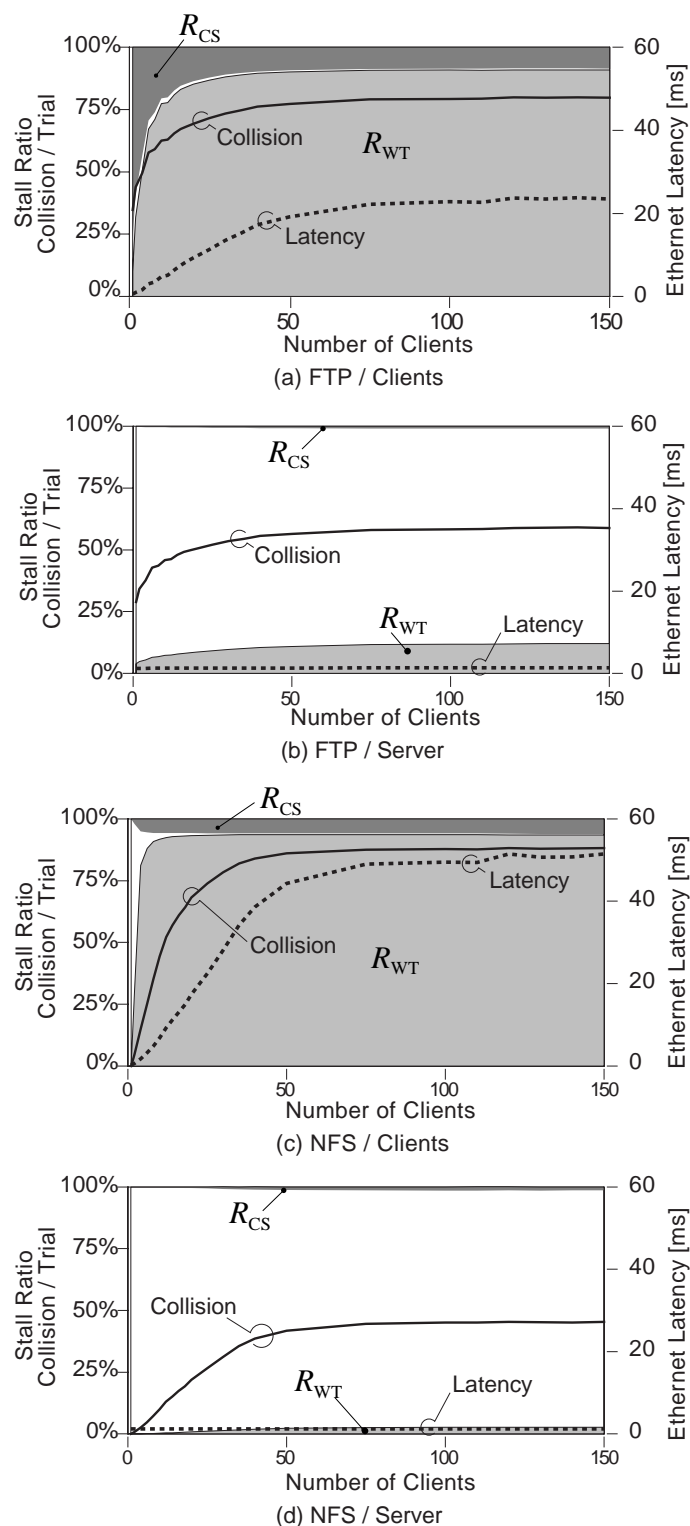 R_CS
100%
75%
50%
25%
0%
Stall Ratio
Collision / Trial
Collision
R_WT
Latency
60
40
20
0
Ethernet Latency [ms]
0
50
100
150
Number of Clients
(a) FTP / Clients
100%
75%
50%
25%
0%
Stall Ratio
Collision / Trial
R_CS
Collision
R_WT
Latency
60
40
20
0
Ethernet Latency [ms]
0
50
100
150
Number of Clients
(b) FTP / Server
R_CS
100%
75%
50%
25%
0%
Stall Ratio
Collision / Trial
Latency
Collision
R_WT
60
40
20
0
Ethernet Latency [ms]
0
50
100
150
Number of Clients
(c) NFS / Clients
100%
75%
50%
25%
0%
Stall Ratio
Collision / Trial
R_CS
Collision
R_WT
Latency
60
40
20
0
Ethernet Latency [ms]
0
50
100
150
Number of Clients
(d) NFS / Server